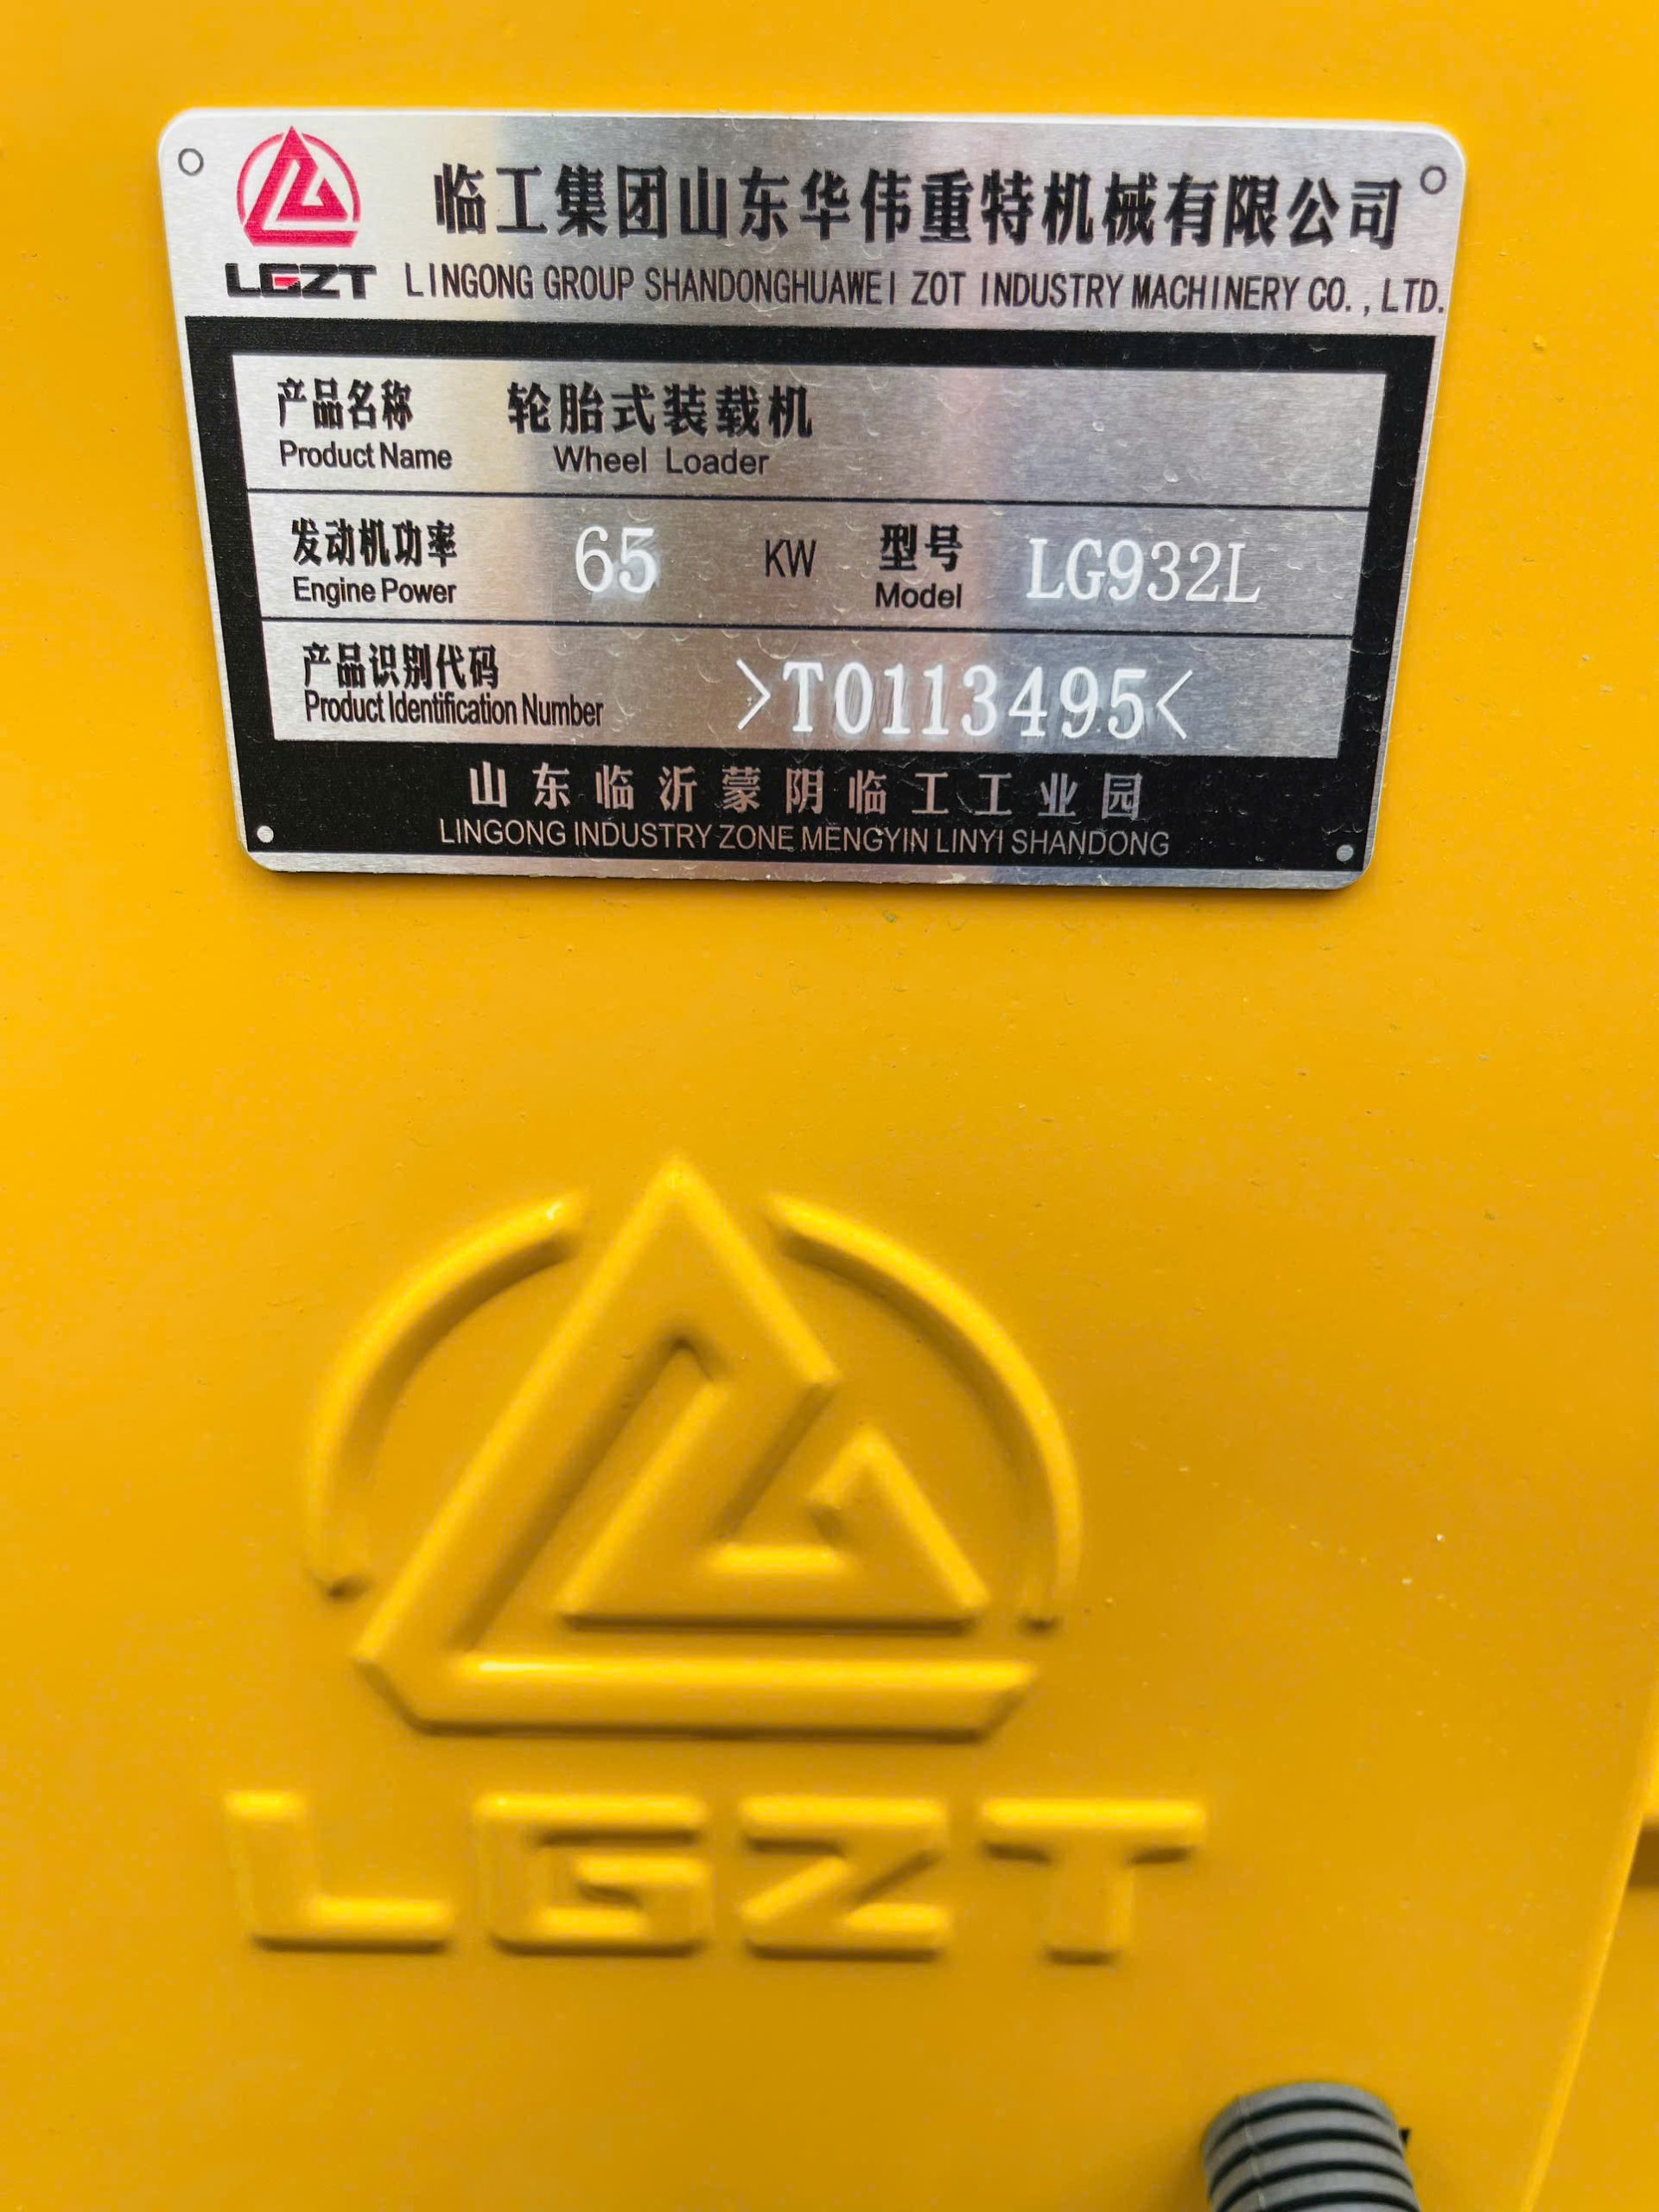 临工集团山东华伟重特机械有限公司
LGZT LINGONG GROUP SHANDONGHUAWEI ZOT INDUSTRY MACHINERY CO., LTD.
产品名称 轮胎式装载机
Product Name Wheel Loader
发动机功率 65 KW 型号 LG932L
Engine Power Model
产品识别代码 >T0113495<
Product Identification Number
山东临沂蒙阴临工工业园
LINGONG INDUSTRY ZONE MENGYIN LINYI SHANDONG
LGZT